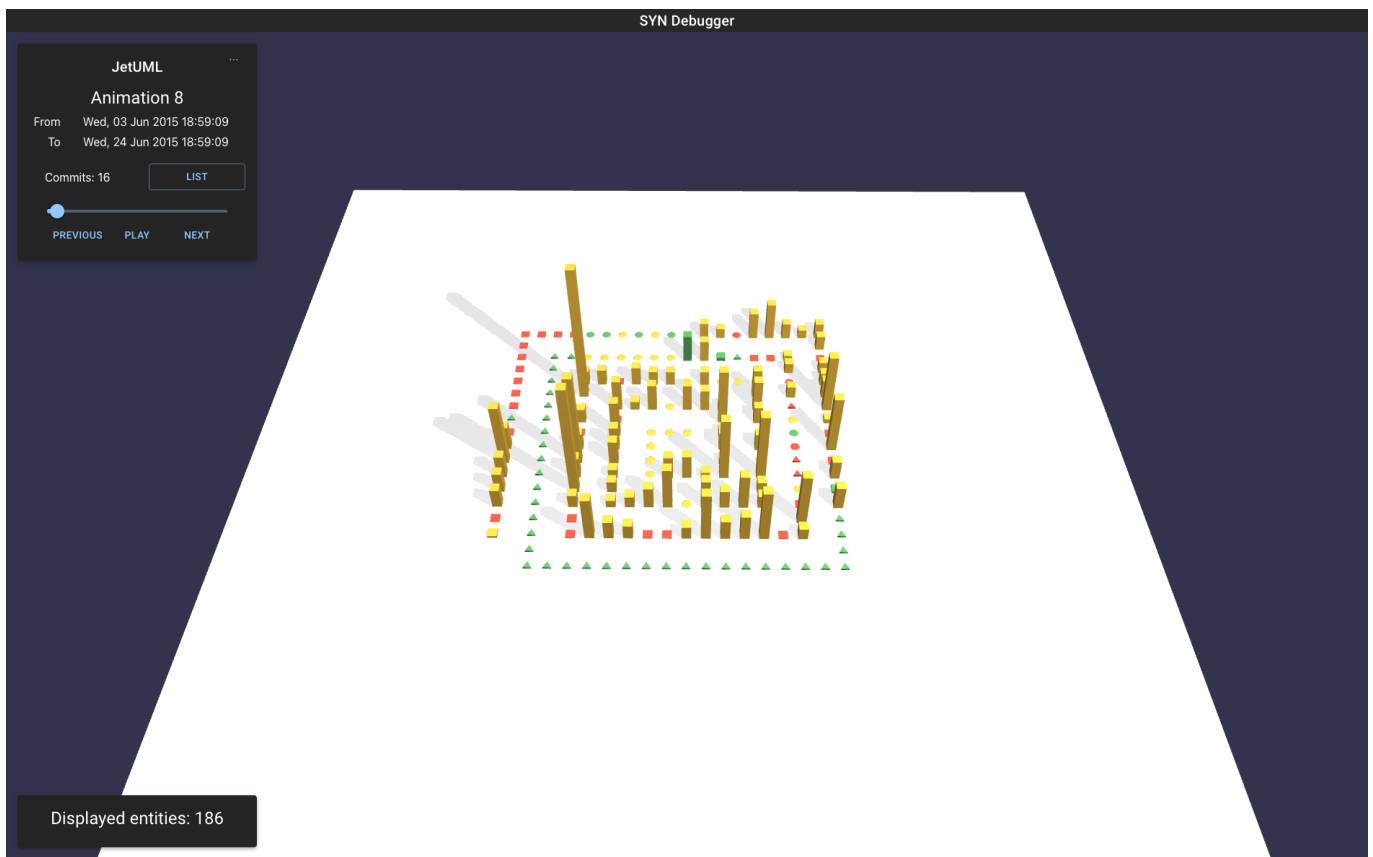 SYN Debugger
JetUML
...
Animation 8
From Wed, 03 Jun 2015 18:59:09
To Wed, 24 Jun 2015 18:59:09
Commits: 16 LIST
PREVIOUS PLAY NEXT
Displayed entities: 186